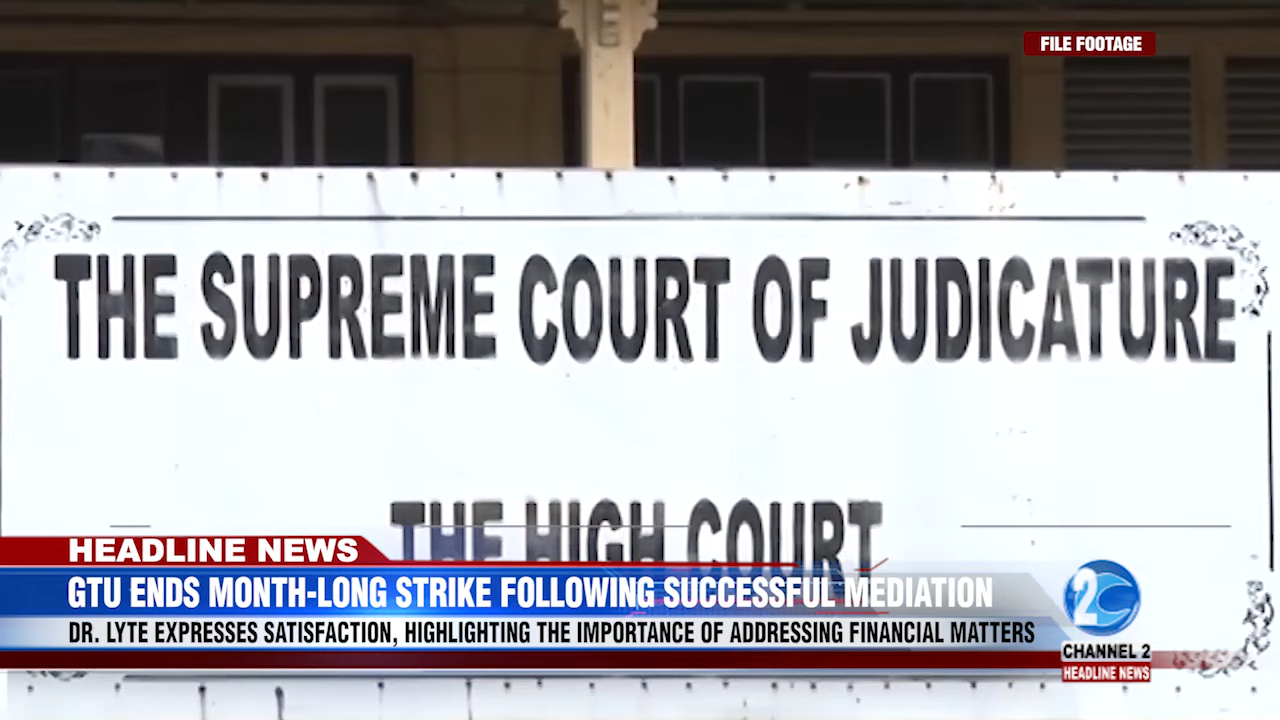 FILE FOOTAGE
THE SUPREME COURT OF JUDICATURE
THE HIGH COURT
HEADLINE NEWS
GTU ENDS MONTH-LONG STRIKE FOLLOWING SUCCESSFUL MEDIATION
DR. LYTE EXPRESSES SATISFACTION, HIGHLIGHTING THE IMPORTANCE OF ADDRESSING FINANCIAL MATTERS
2
CHANNEL 2
HEADLINE NEWS